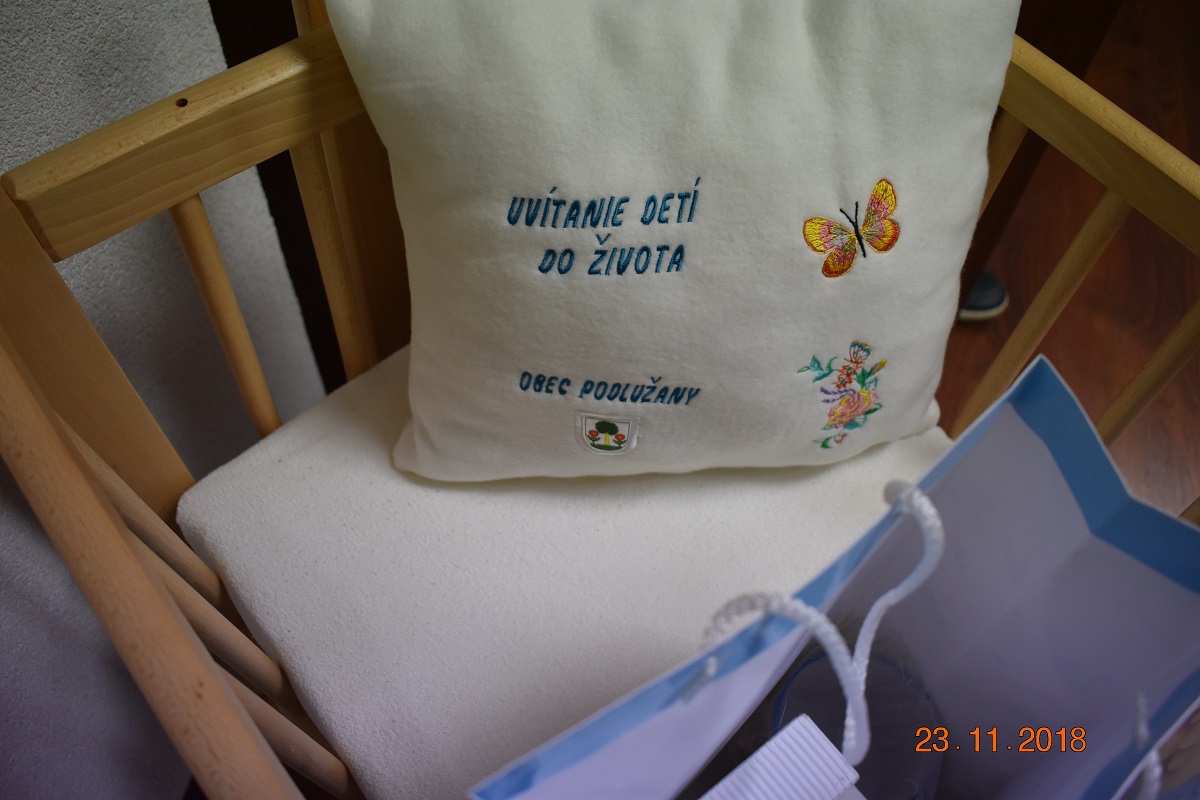 UVÍTANIE DETÍ
DO ŽIVOTA
OBEC PODLUŽANY
23.11.2018